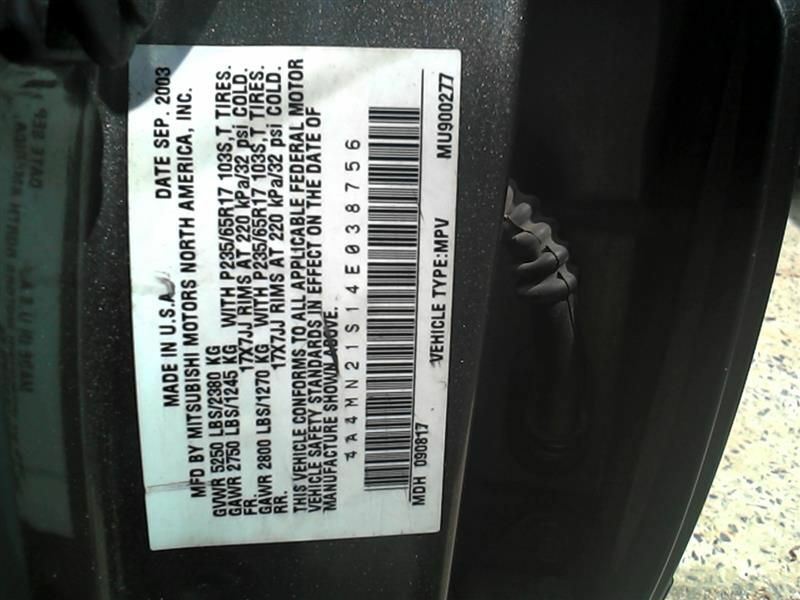 MADE IN U.S.A. DATE SEP. 2003
MFD BY MITSUBISHI MOTORS NORTH AMERICA, INC.
GVWR 5250 LBS/2380 KG
GAWR 2750 LBS/1245 KG WITH P235/65R17 103S,T TIRES.
FR. 17X7JJ RIMS AT 220 kPa/32 psi COLD.
GAWR 2800 LBS/1270 KG WITH P235/65R17 103S,T TIRES.
RR. 17X7JJ RIMS AT 220 kPa/32 psi COLD.
THIS VEHICLE CONFORMS TO ALL APPLICABLE FEDERAL MOTOR
VEHICLE SAFETY STANDARDS IN EFFECT ON THE DATE OF
MANUFACTURE SHOWN ABOVE.
4A4MN21S14E038756
MDH 090817 VEHICLE TYPE:MPV MU900277